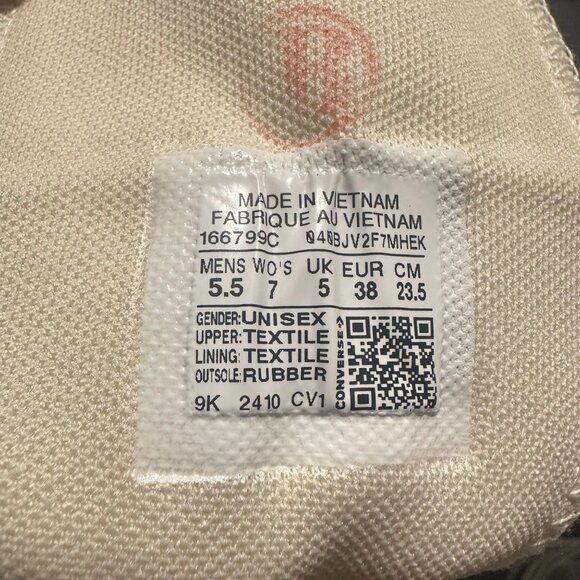 MADE IN VIETNAM
FABRIQUE AU VIETNAM
166799C 040BJV2F7MHEK
MENS WO'S UK EUR CM
5.5 7 5 38 23.5
GENDER: UNISEX
UPPER: TEXTILE
LINING: TEXTILE
OUTSOLE: RUBBER
CONVERSE
9K 2410 CV1